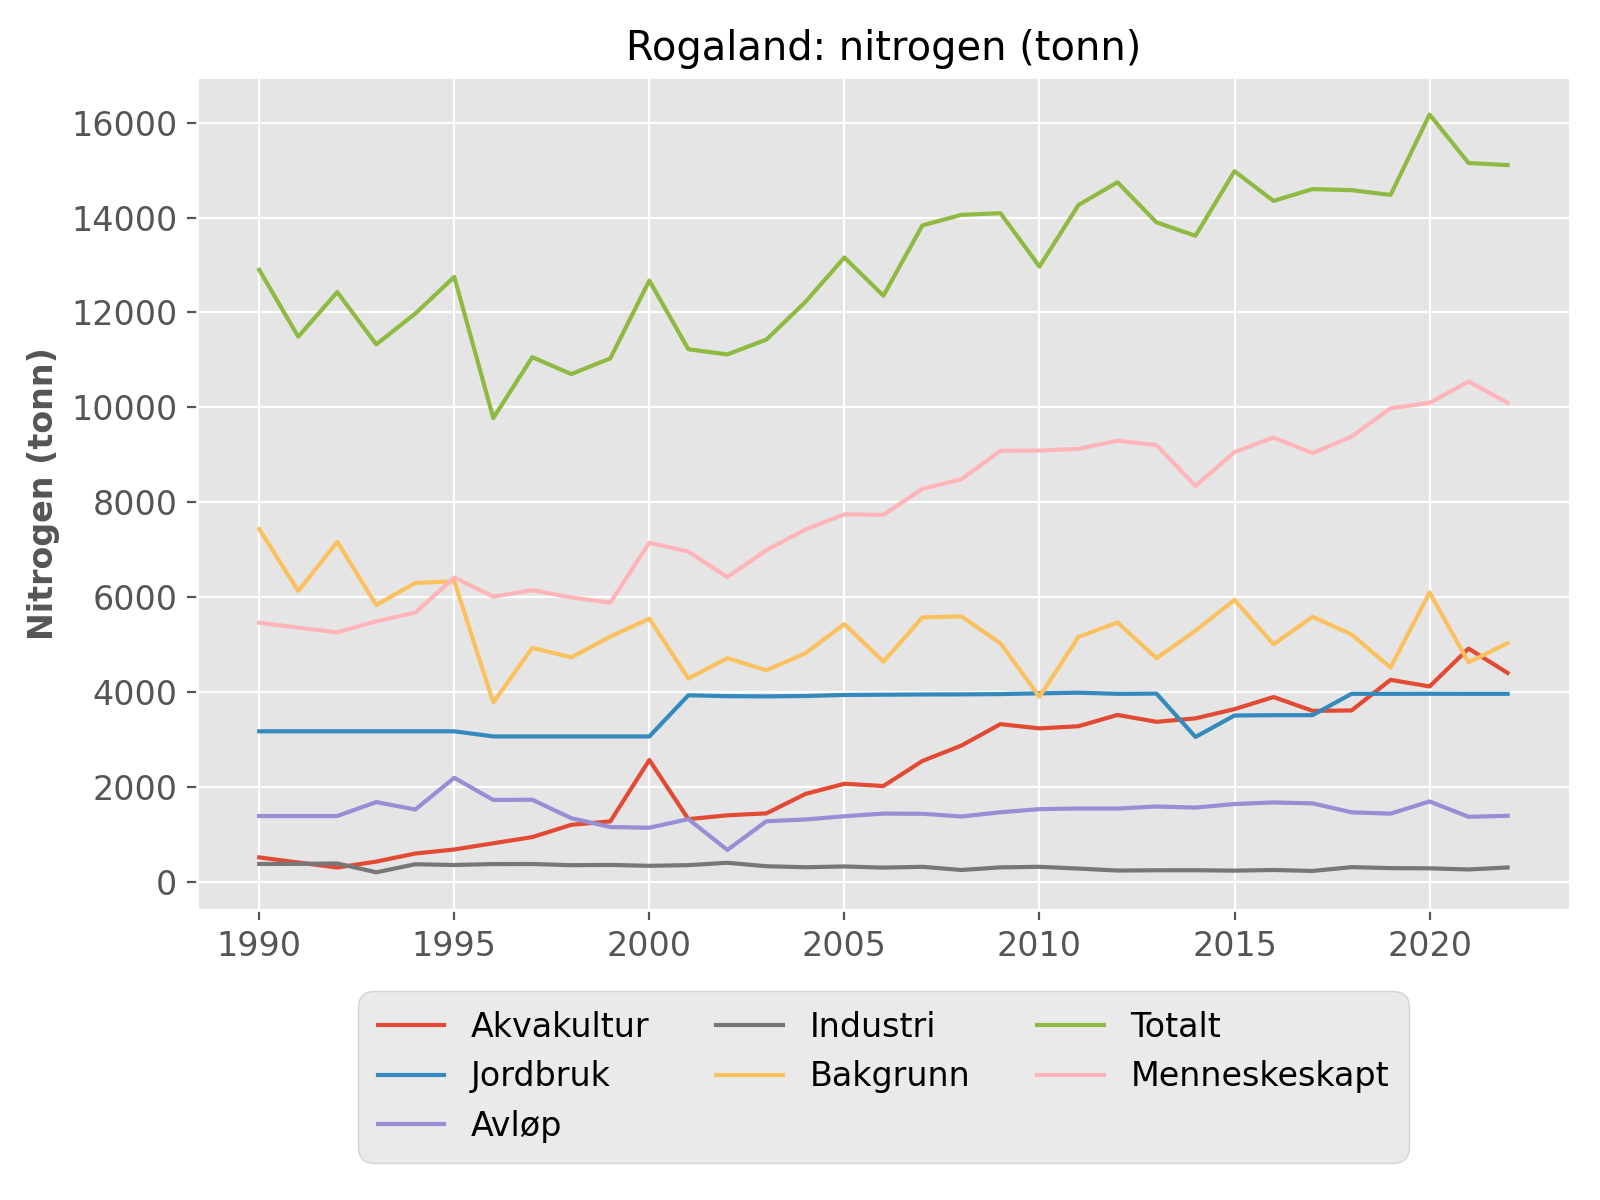 Rogaland: nitrogen (tonn)
Nitrogen (tonn)
16000
14000
12000
10000
8000
6000
4000
2000
0
1990 1995 2000 2005 2010 2015 2020
Akvakultur Industri Totalt
Jordbruk Bakgrunn Menneskeskapt
Avløp